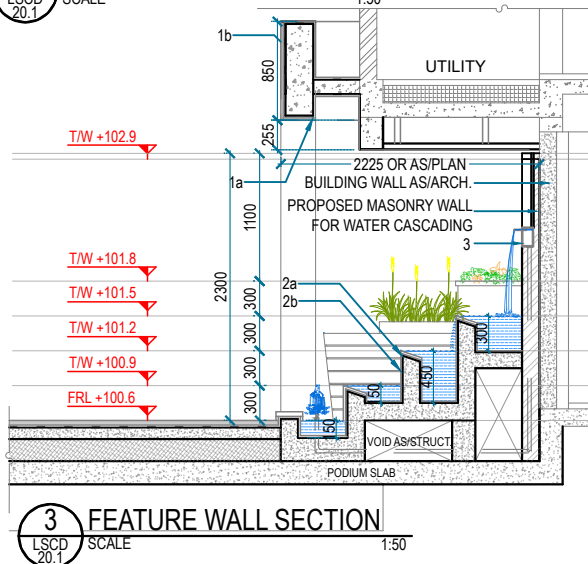 LSCD
20.1
SCALE
1:50
1b
850
UTILITY
255
T/W +102.9
2225 OR AS/PLAN
1a
BUILDING WALL AS/ARCH.
PROPOSED MASONRY WALL
FOR WATER CASCADING
1100
3
T/W +101.8
2a
2b
2300
T/W +101.5
300
300
T/W +101.2
300
T/W +100.9
300
450
50
FRL +100.6
300
150
VOID AS/STRUCT.
PODIUM SLAB
3
FEATURE WALL SECTION
LSCD
20.1
SCALE
1:50